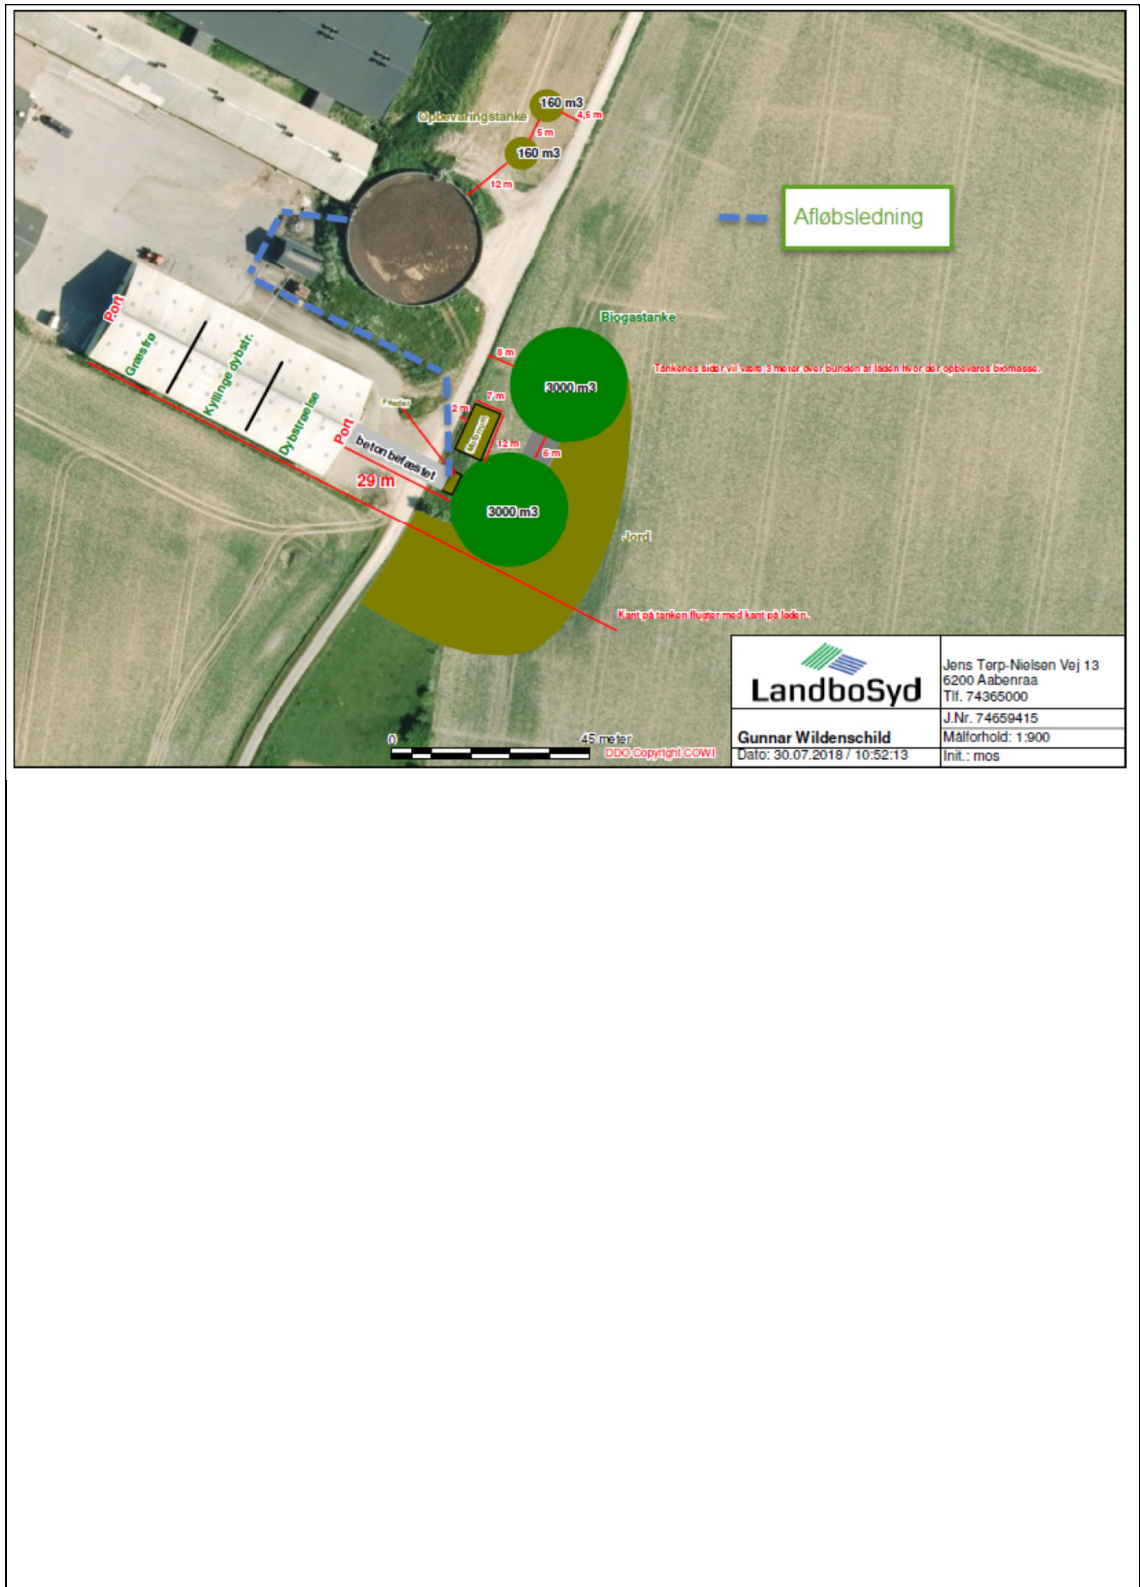 160 m3
Opbevaringstanke
4,5 m
5 m
160 m3
12 m
Afløbsledning
Port
Græsfrø
Kyllinge dybstr.
Dybstrøelse
Port
Biogastanke
8 m
Tankenes sider vil være 3 meter over bunden af laden hvor der opbevares biomasse.
3000 m3
7 m
2 m
12 m
6 m
beton befæstet
29 m
3000 m3
Jord
Kant på tanken flugter med kant på laden.
0
45 meter
DDO Copyright COWI
LandboSyd
Jens Terp-Nielsen Vej 13
6200 Aabenraa
Tlf. 74365000
J.Nr. 74659415
Gunnar Wildenschild
Målforhold: 1:900
Dato: 30.07.2018 / 10:52:13
Init.: mos